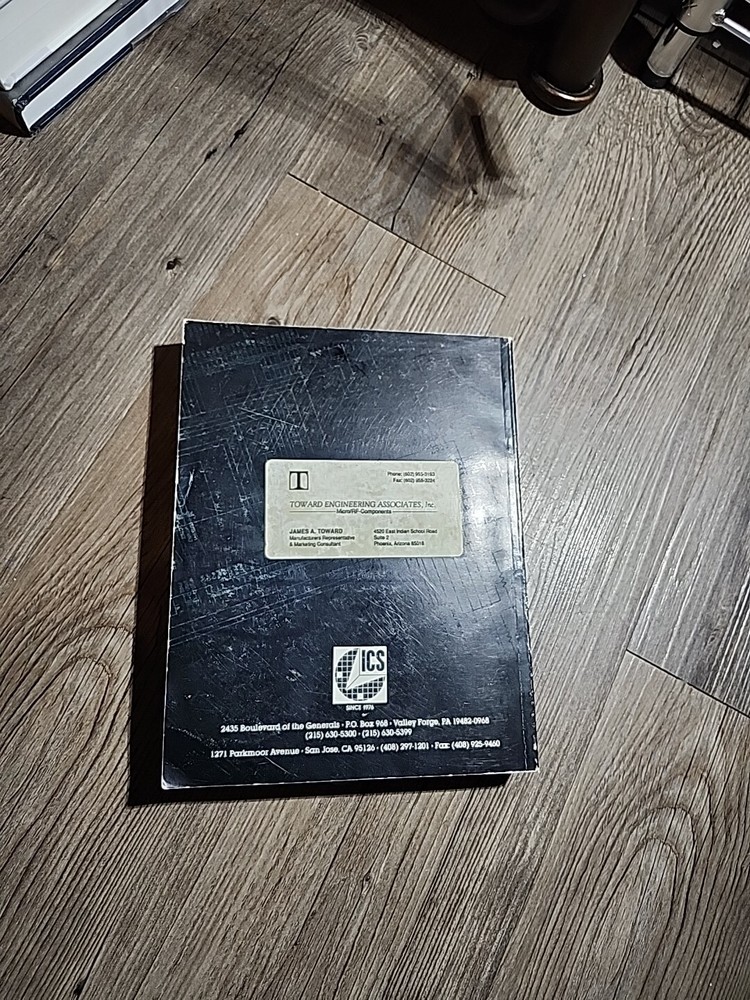 T
Phone: (602) 955-3193
Fax: (602) 955-3224
TOWARD ENGINEERING ASSOCIATES, Inc.
Micro/RF-Components
JAMES A. TOWARD
Manufacturers Representative
& Marketing Consultant
4520 East Indian School Road
Suite 2
Phoenix, Arizona 85018
ICS
SINCE 1976
2435 Boulevard of the Generals · P.O. Box 968 · Valley Forge, PA 19482-0968
(215) 630-5300 · (215) 630-5399
1271 Parkmoor Avenue · San Jose, CA 95126 · (408) 297-1201 · Fax: (408) 925-9460